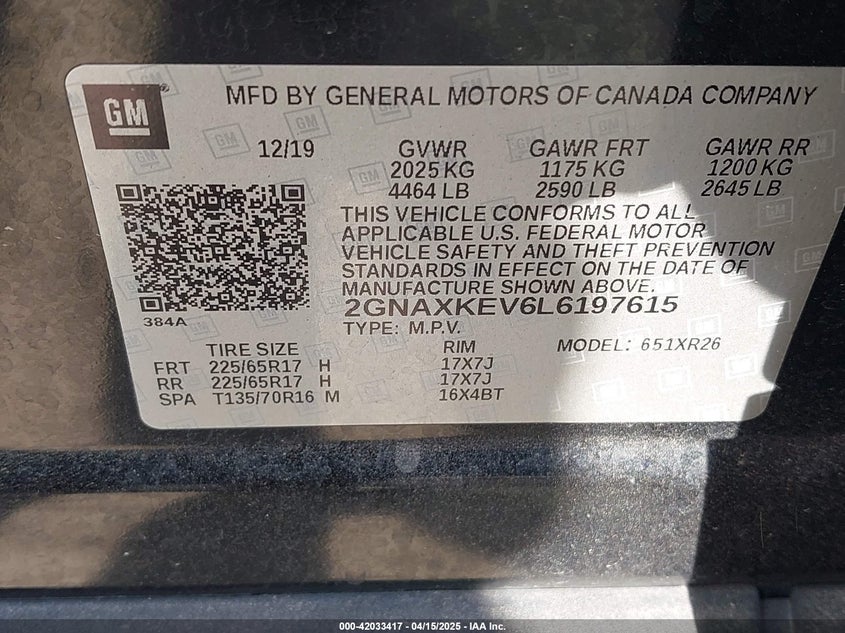 GM
MFD BY GENERAL MOTORS OF CANADA COMPANY
12/19 GVWR GAWR FRT GAWR RR
2025 KG 1175 KG 1200 KG
4464 LB 2590 LB 2645 LB
THIS VEHICLE CONFORMS TO ALL
APPLICABLE U.S. FEDERAL MOTOR
VEHICLE SAFETY AND THEFT PREVENTION
STANDARDS IN EFFECT ON THE DATE OF
MANUFACTURE SHOWN ABOVE.
2GNAXKEV6L6197615
384A
TYPE: M.P.V.
TIRE SIZE RIM MODEL: 651XR26
FRT 225/65R17 H 17X7J
RR 225/65R17 H 17X7J
SPA T135/70R16 M 16X4BT
000-42033417 - 04/15/2025 - IAA Inc.